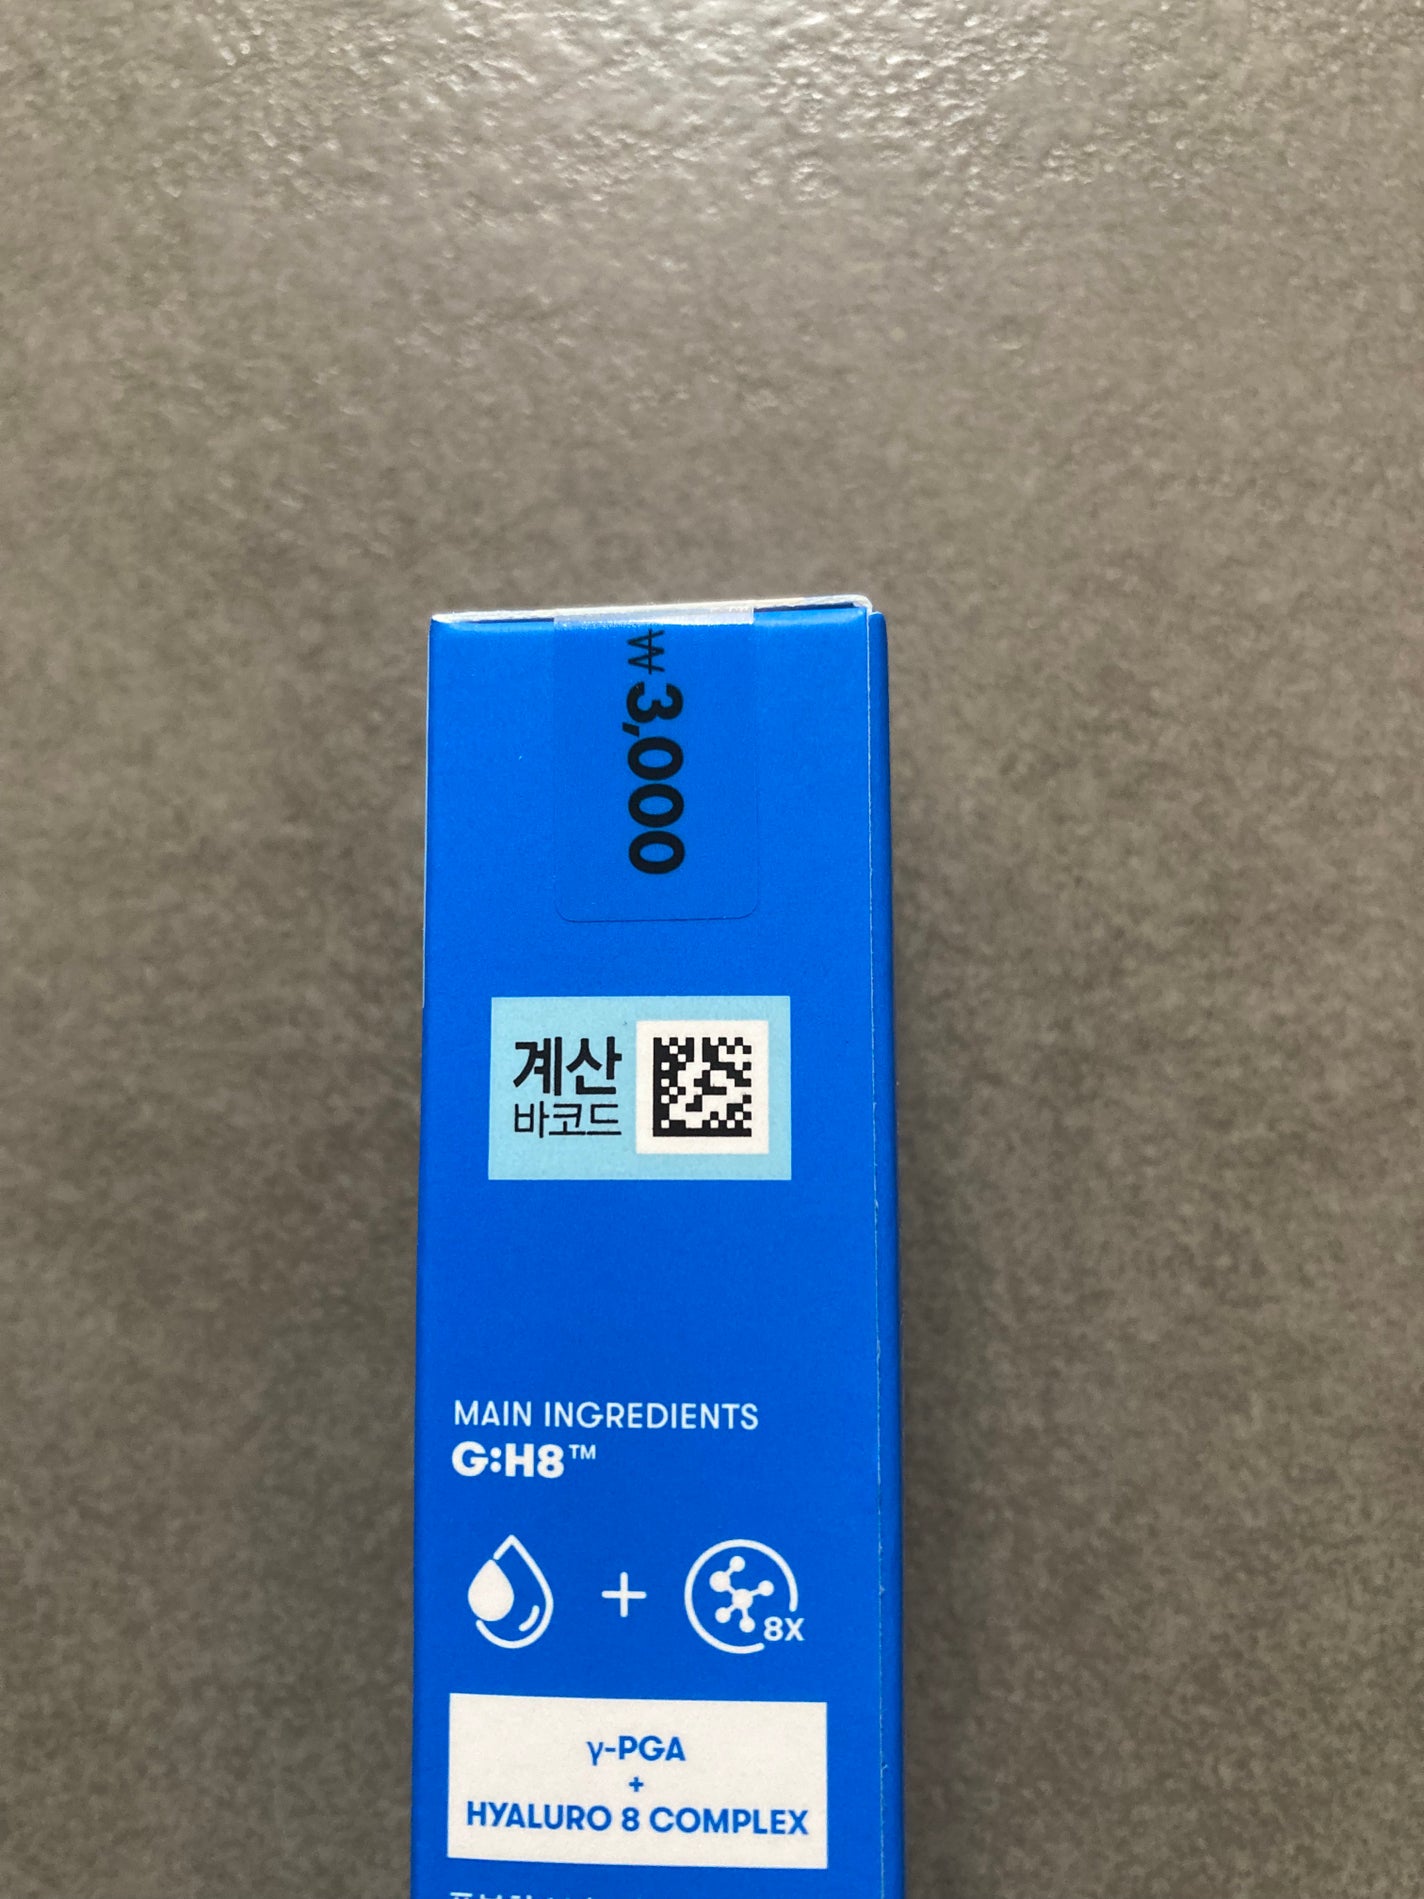 ₩3,000
계산
바코드
MAIN INGREDIENTS
G:H8™
+
8X
γ-PGA
+
HYALURO 8 COMPLEX